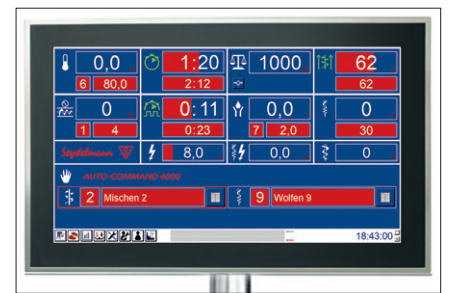 0,0 1:20 1000 62
6 80,0 2:12 62
0 0:11 0,0 0
1 4 0:23 7 2,0 30
Seydelmann 8,0 0,0 0
AUTO-COMMAND 4000
2 Mischen 2 9 Wolfen 9
18:43:00